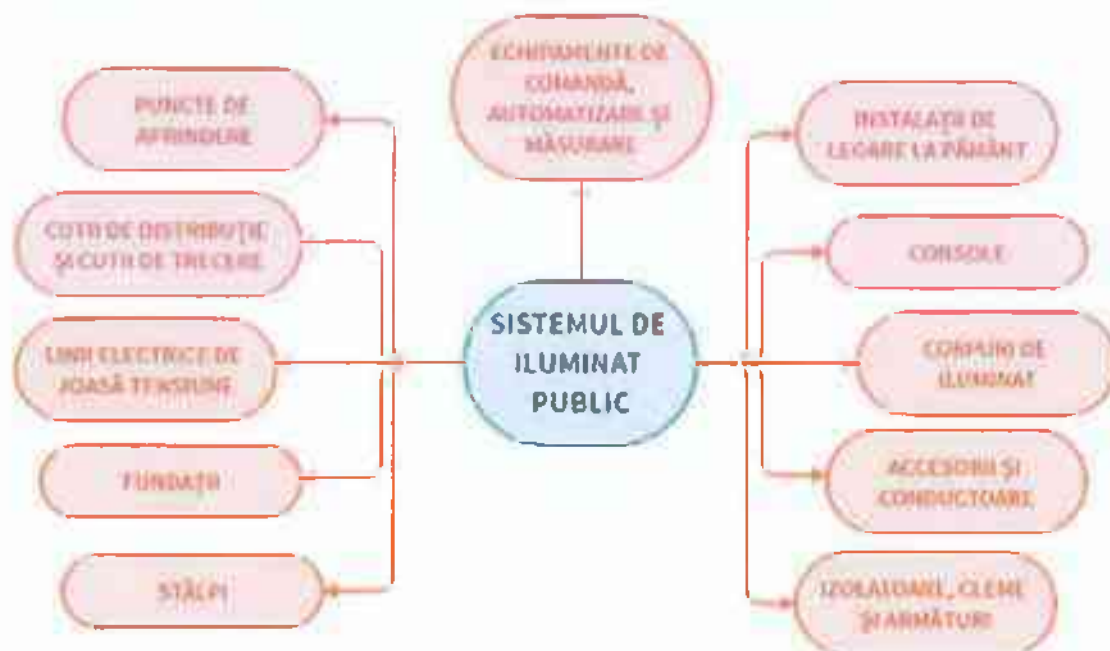 ECHIPAMENTE DE
COMANDĂ,
AUTOMATIZARE ȘI
MĂSURARE
PUNCTE DE
APRINDERE
CUTII DE DISTRIBUȚIE
ȘI CUTII DE TRECERE
LINII ELECTRICE DE
JOASĂ TENSIUNE
FUNDAȚII
STÂLPI
SISTEMUL DE
ILUMINAT
PUBLIC
INSTALAȚII DE
LEGARE LA PĂMÂNT
CONSOLE
CORPURI DE
ILUMINAT
ACCESORII ȘI
CONDUCTOARE
IZOLATOARE, CLEME
ȘI ARMĂTURI